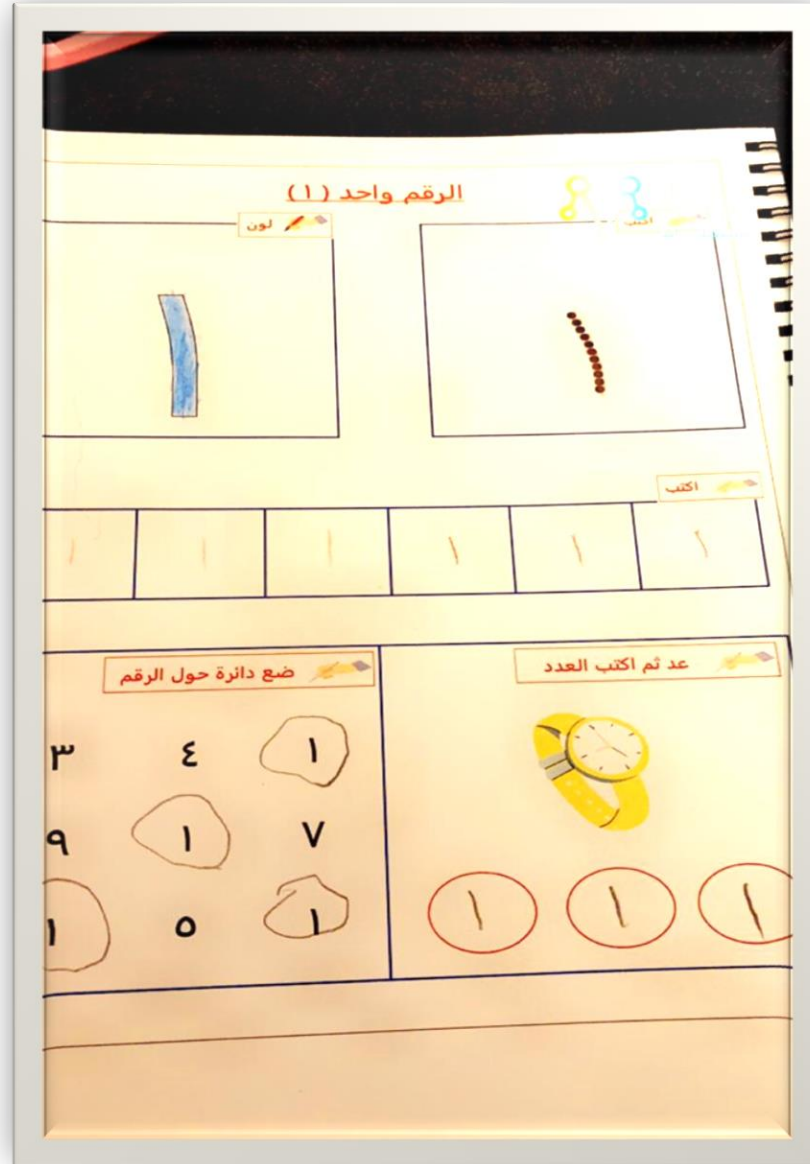 الرقم واحد (١)
اكتب
لون
اكتب
١ ١ ١ ١ ١ ١
عد ثم اكتب العدد
١ ١ ١
ضع دائرة حول الرقم
١ ٤ ٣
٧ ١ ٩
١ ٥ ١